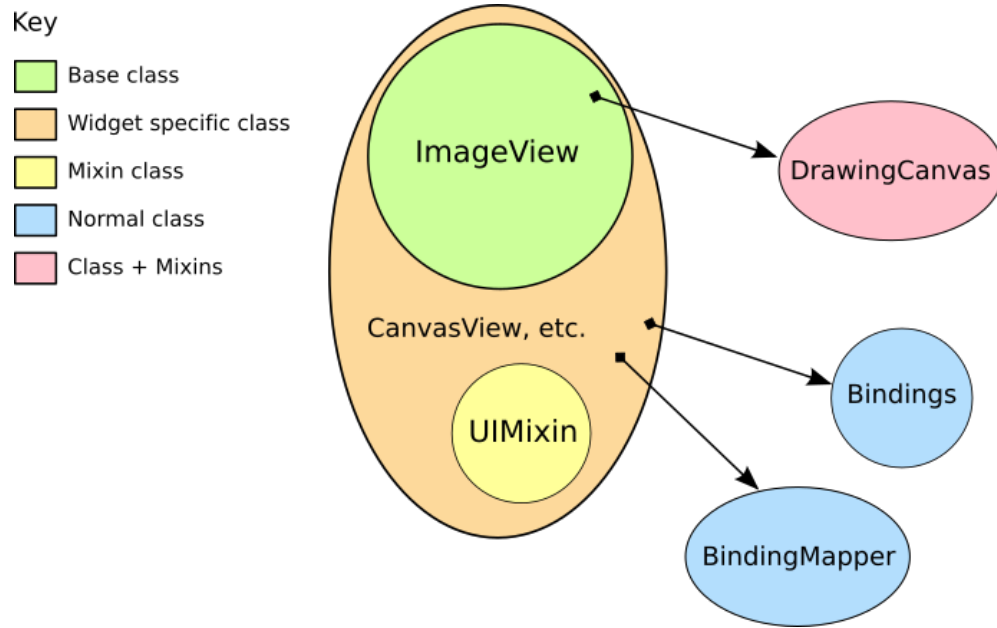 Key
Base class
Widget specific class
Mixin class
Normal class
Class + Mixins
ImageView
DrawingCanvas
CanvasView, etc.
Bindings
UIMixin
BindingMapper